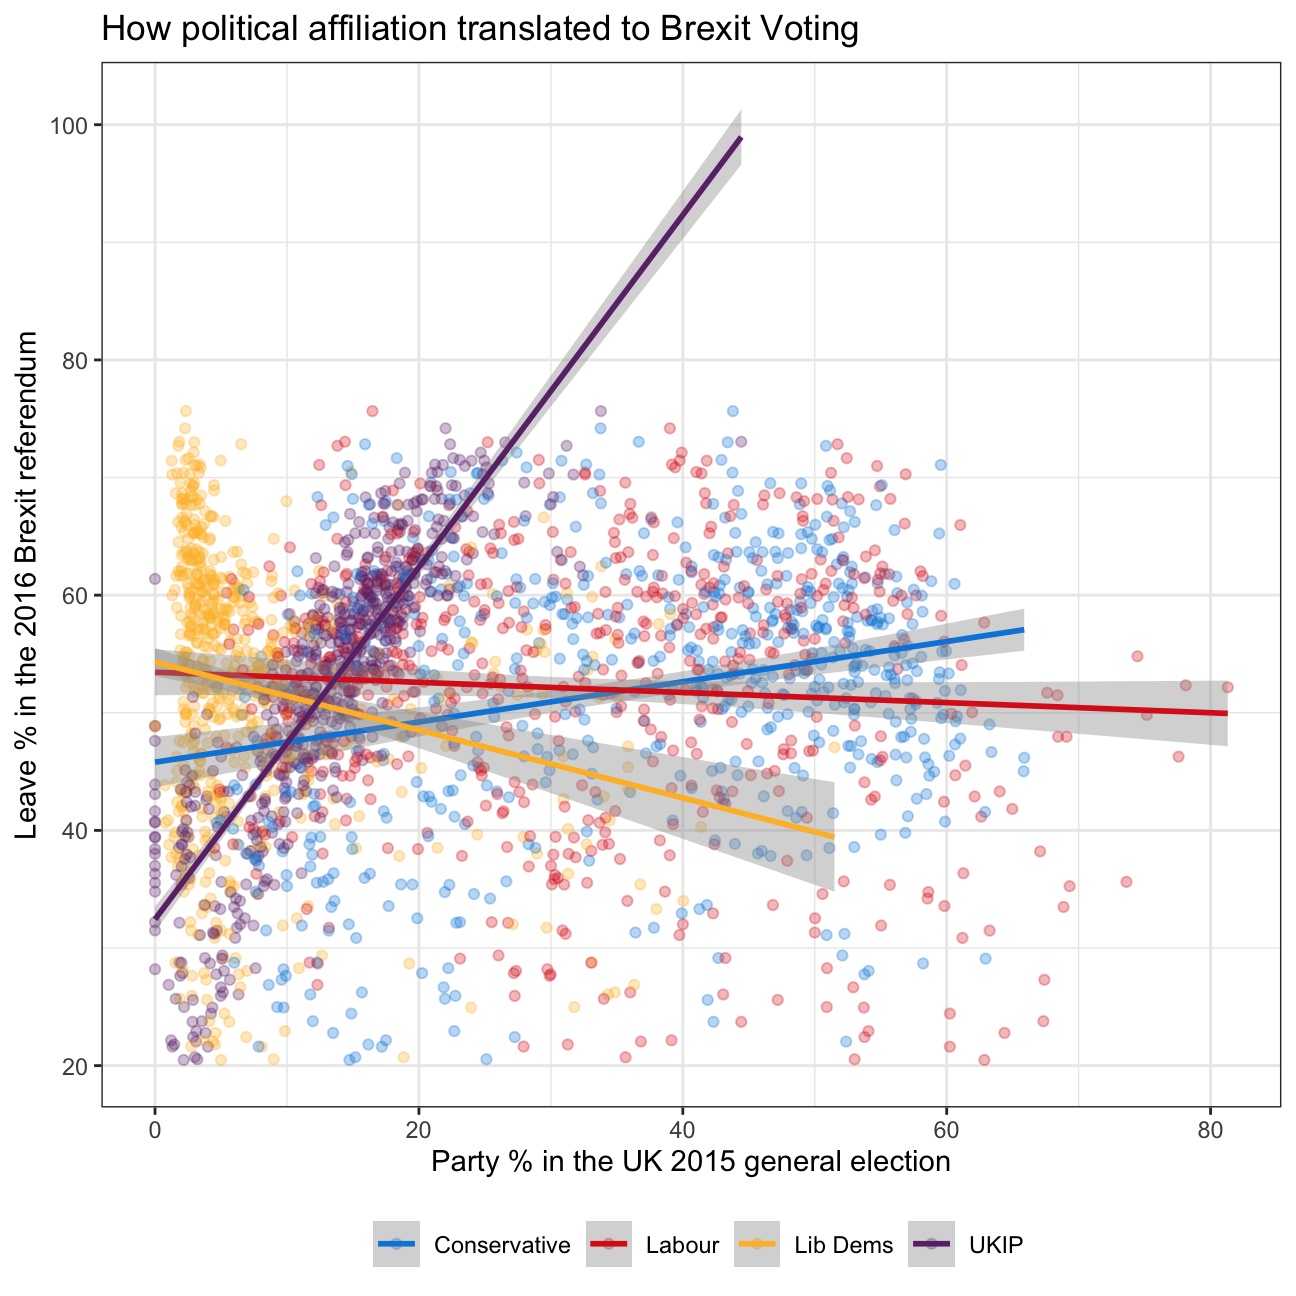 How political affiliation translated to Brexit Voting
Leave % in the 2016 Brexit referendum
100
80
60
40
20
0 20 40 60 80
Party % in the UK 2015 general election
Conservative Labour Lib Dems UKIP